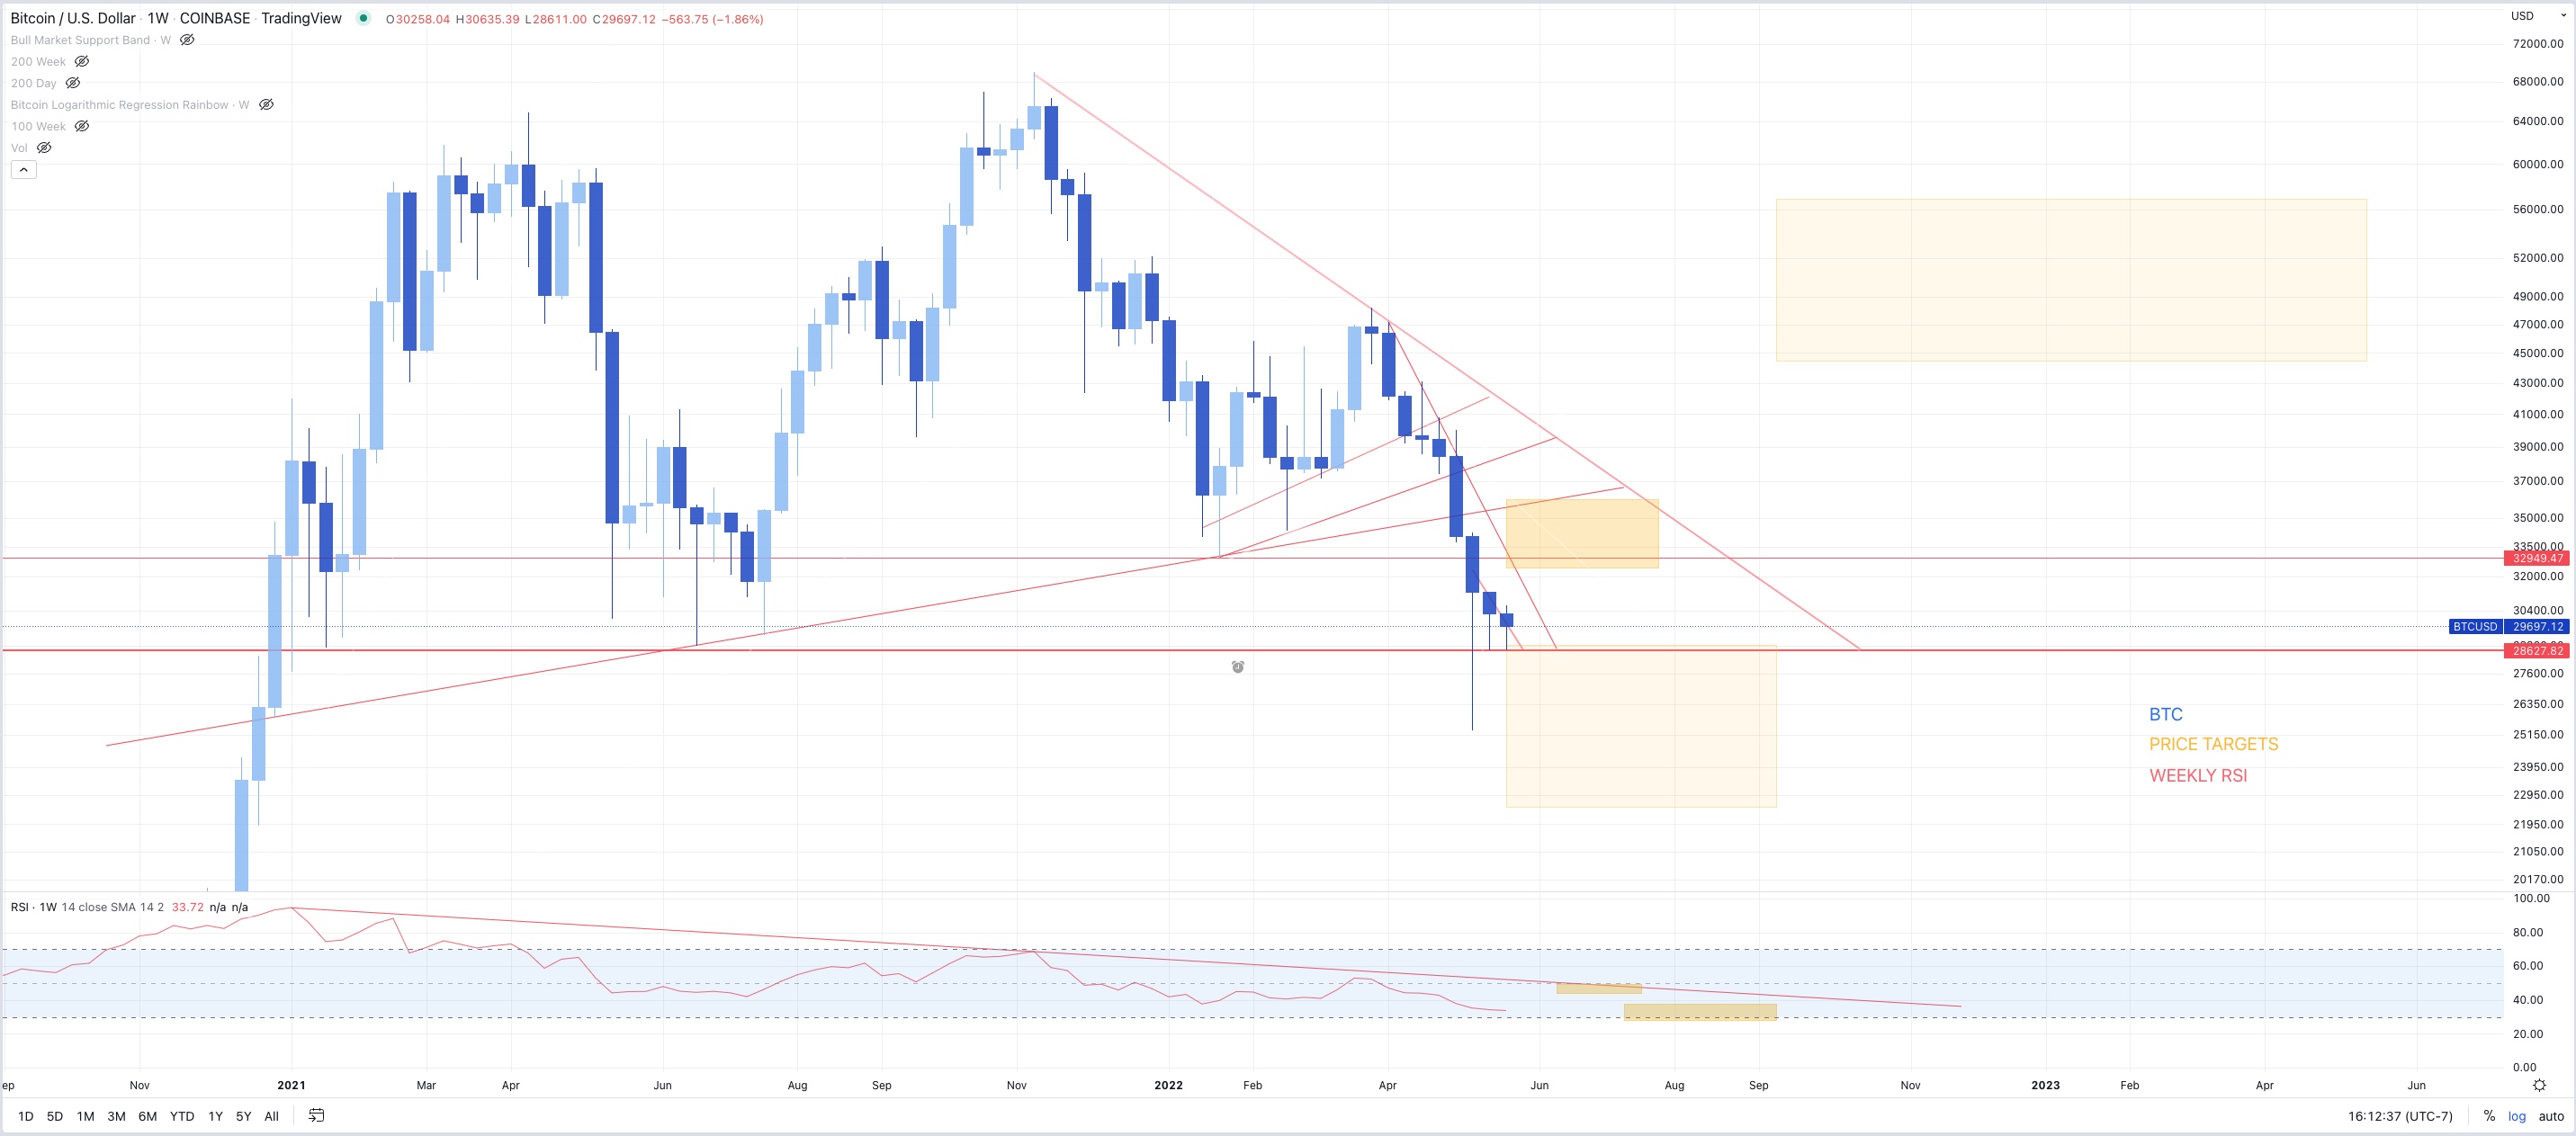 Bitcoin / U.S. Dollar · 1W · COINBASE · TradingView O30258.04 H30635.39 L28611.00 C29697.12 −563.75 (−1.86%)
USD
Bull Market Support Band · W
200 Week
200 Day
Bitcoin Logarithmic Regression Rainbow · W
100 Week
Vol
72000.00
68000.00
64000.00
60000.00
56000.00
52000.00
49000.00
47000.00
45000.00
43000.00
41000.00
39000.00
37000.00
35000.00
33500.00
32949.47
32000.00
30400.00
BTCUSD 29697.12
28627.82
27600.00
26350.00
25150.00
23950.00
22950.00
21950.00
21050.00
20170.00
BTC
PRICE TARGETS
WEEKLY RSI
RSI · 1W 14 close SMA 14 2 33.72 n/a n/a
100.00
80.00
60.00
40.00
20.00
0.00
ep Nov 2021 Mar Apr Jun Aug Sep Nov 2022 Feb Apr Jun Aug Sep Nov 2023 Feb Apr Jun
1D 5D 1M 3M 6M YTD 1Y 5Y All
16:12:37 (UTC-7) % log auto